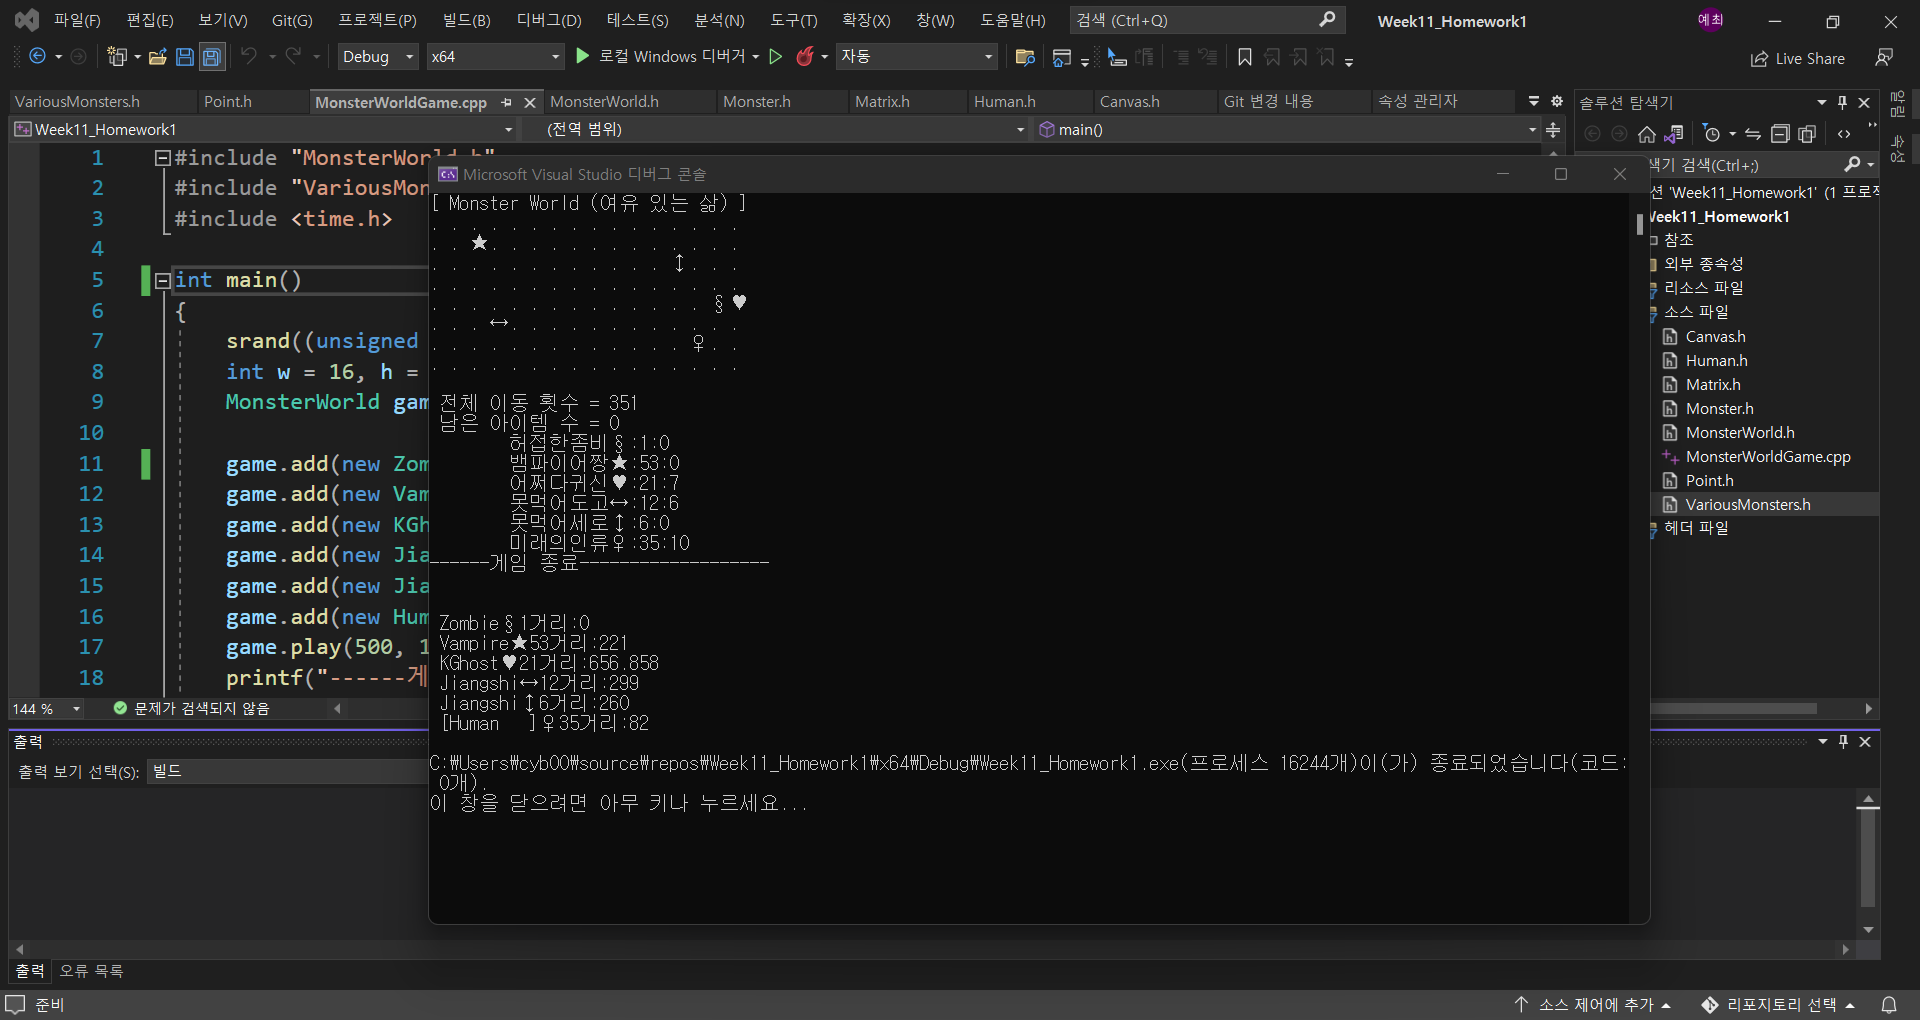 파일(F) 편집(E) 보기(V) Git(G) 프로젝트(P) 빌드(B) 디버그(D) 테스트(S) 분석(N) 도구(T) 확장(X) 창(W) 도움말(H) 검색 (Ctrl+Q) Week11_Homework1 예최
Debug x64 로컬 Windows 디버거 자동 Live Share
VariousMonsters.h Point.h MonsterWorldGame.cpp MonsterWorld.h Monster.h Matrix.h Human.h Canvas.h Git 변경 내용 속성 관리자
Week11_Homework1 (전역 범위) main()
1 #include "MonsterWorld.h"
2 #include "VariousMon
3 #include <time.h>
4
5 int main()
6 {
7 srand((unsigned
8 int w = 16, h =
9 MonsterWorld gam
10
11 game.add(new Zom
12 game.add(new Vam
13 game.add(new KGh
14 game.add(new Jia
15 game.add(new Jia
16 game.add(new Hum
17 game.play(500, 1
18 printf("------게
144 % 문제가 검색되지 않음
Microsoft Visual Studio 디버그 콘솔
[ Monster World (여유 있는 삶) ]
. . . . . . . . . . . . . . . .
. . ★ . . . . . . . . . . . . .
. . . . . . . . . . . . ↕ . . .
. . . . . . . . . . . . . . . .
. . . . . . . . . . . . . . § ♥
. . . ↔ . . . . . . . . . . . .
. . . . . . . . . . . . . ♀ . .
. . . . . . . . . . . . . . . .
전체 이동 횟수 = 351
남은 아이템 수 = 0
허접한좀비§:1:0
뱀파이어짱★:53:0
어쩌다귀신♥:21:7
못먹어도고↔:12:6
못먹어세로↕:6:0
미래의인류♀:35:10
------게임 종료-------------------
Zombie§1거리:0
Vampire★53거리:221
KGhost♥21거리:656.858
Jiangshi↔12거리:299
Jiangshi↕6거리:260
[Human   ]♀35거리:82
C:₩Users₩cyb00₩source₩repos₩Week11_Homework1₩x64₩Debug₩Week11_Homework1.exe(프로세스 16244개)이(가) 종료되었습니다(코드:
0개).
이 창을 닫으려면 아무 키나 누르세요...
솔루션 탐색기
색기 검색(Ctrl+;)
션 'Week11_Homework1' (1 프로젝
Week11_Homework1
참조
외부 종속성
리소스 파일
소스 파일
Canvas.h
Human.h
Matrix.h
Monster.h
MonsterWorld.h
MonsterWorldGame.cpp
Point.h
VariousMonsters.h
헤더 파일
알림
속성
출력
출력 보기 선택(S): 빌드
출력 오류 목록
준비 소스 제어에 추가 리포지토리 선택